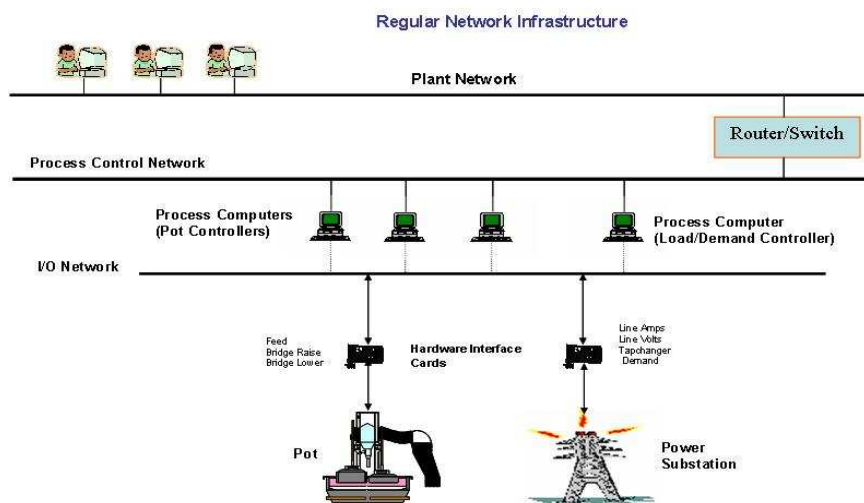 Regular Network Infrastructure
Plant Network
Router/Switch
Process Control Network
Process Computers
(Pot Controllers)
Process Computer
(Load/Demand Controller)
I/O Network
Feed
Bridge Raise
Bridge Lower
Hardware Interface
Cards
Line Amps
Line Volts
Tapchanger
Demand
Pot
Power
Substation